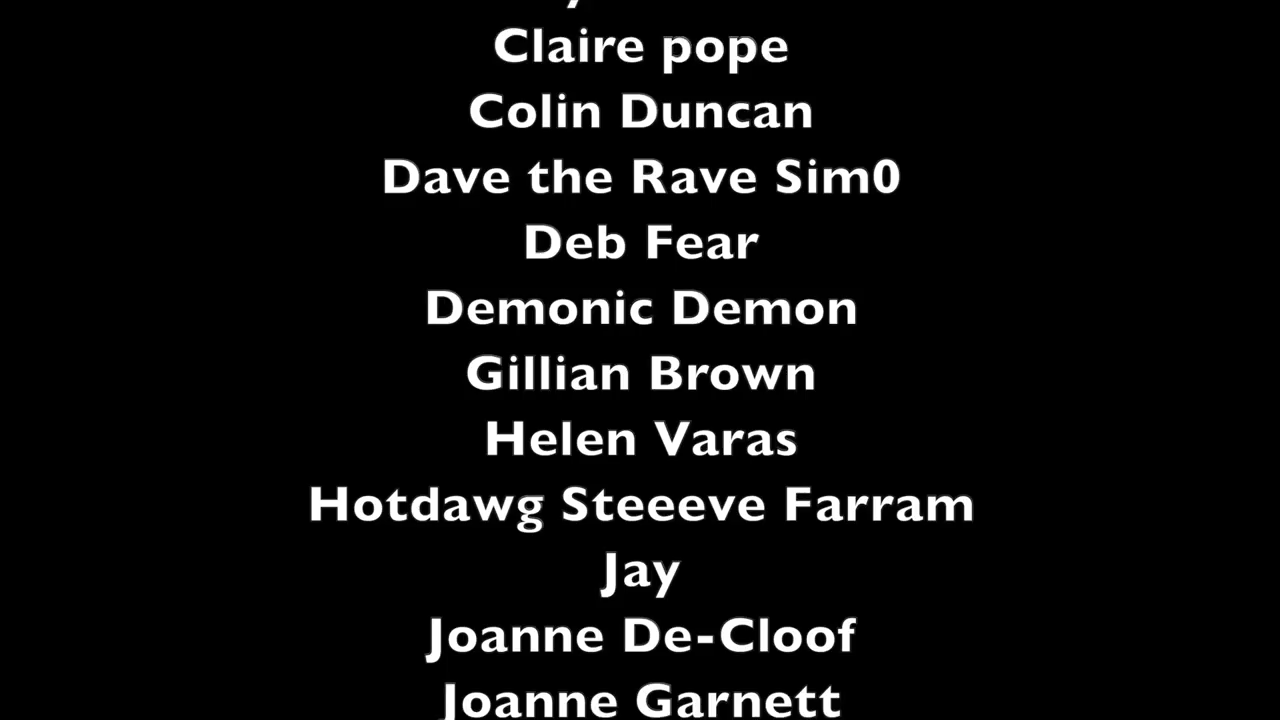 Claire pope
Colin Duncan
Dave the Rave Sim0
Deb Fear
Demonic Demon
Gillian Brown
Helen Varas
Hotdawg Steeeve Farram
Jay
Joanne De-Cloof
Joanne Garnett